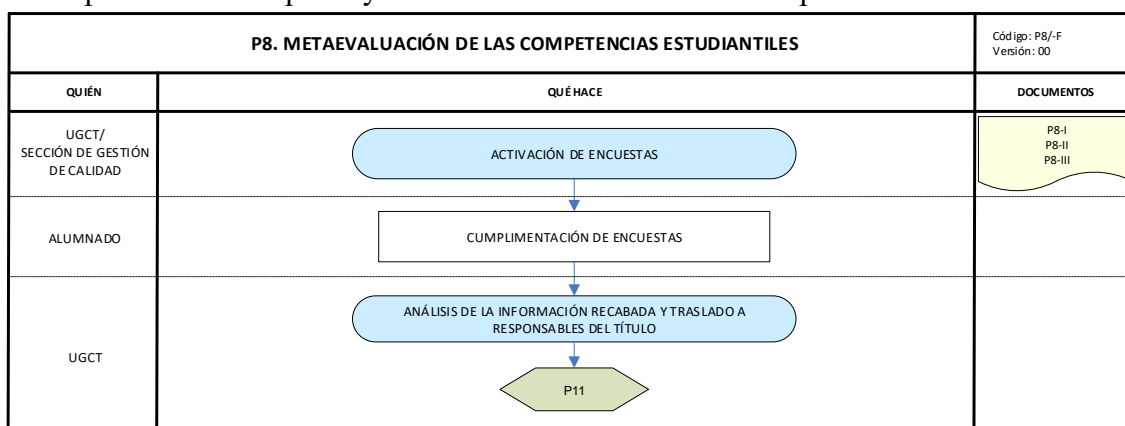 P8. METAEVALUACIÓN DE LAS COMPETENCIAS ESTUDIANTILES
Código: P8/-F
Versión: 00
QUIÉN
QUÉ HACE
DOCUMENTOS
UGCT/
SECCIÓN DE GESTIÓN
DE CALIDAD
ACTIVACIÓN DE ENCUESTAS
P8-I
P8-II
P8-III
ALUMNADO
CUMPLIMENTACIÓN DE ENCUESTAS
UGCT
ANÁLISIS DE LA INFORMACIÓN RECABADA Y TRASLADO A
RESPONSABLES DEL TÍTULO
P11